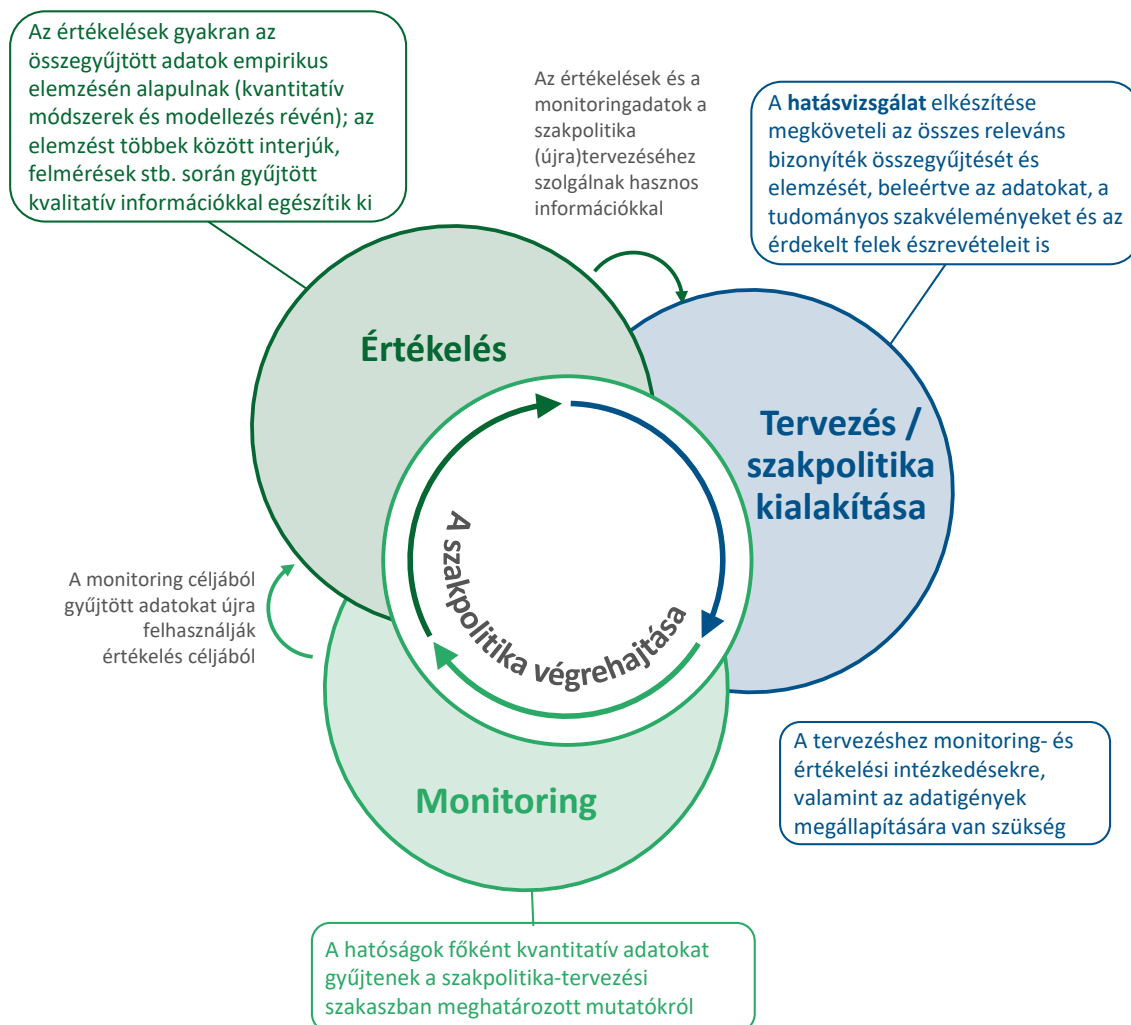 Az értékelések gyakran az
összegyűjtött adatok empirikus
elemzésén alapulnak (kvantitatív
módszerek és modellezés révén); az
elemzést többek között interjúk,
felmérések stb. során gyűjtött
kvalitatív információkkal egészítik ki
Az értékelések és a
monitoringadatok a
szakpolitika
(újra)tervezéséhez
szolgálnak hasznos
információkkal
A hatásvizsgálat elkészítése
megköveteli az összes releváns
bizonyíték összegyűjtését és
elemzését, beleértve az adatokat, a
tudományos szakvéleményeket és az
érdekelt felek észrevételeit is
Értékelés
Tervezés /
szakpolitika
kialakítása
A szakpolitika végrehajtása
A monitoring céljából
gyűjtött adatokat újra
felhasználják
értékelés céljából
Monitoring
A tervezéshez monitoring- és
értékelési intézkedésekre,
valamint az adatigények
megállapítására van szükség
A hatóságok főként kvantitatív adatokat
gyűjtenek a szakpolitika-tervezési
szakaszban meghatározott mutatókról